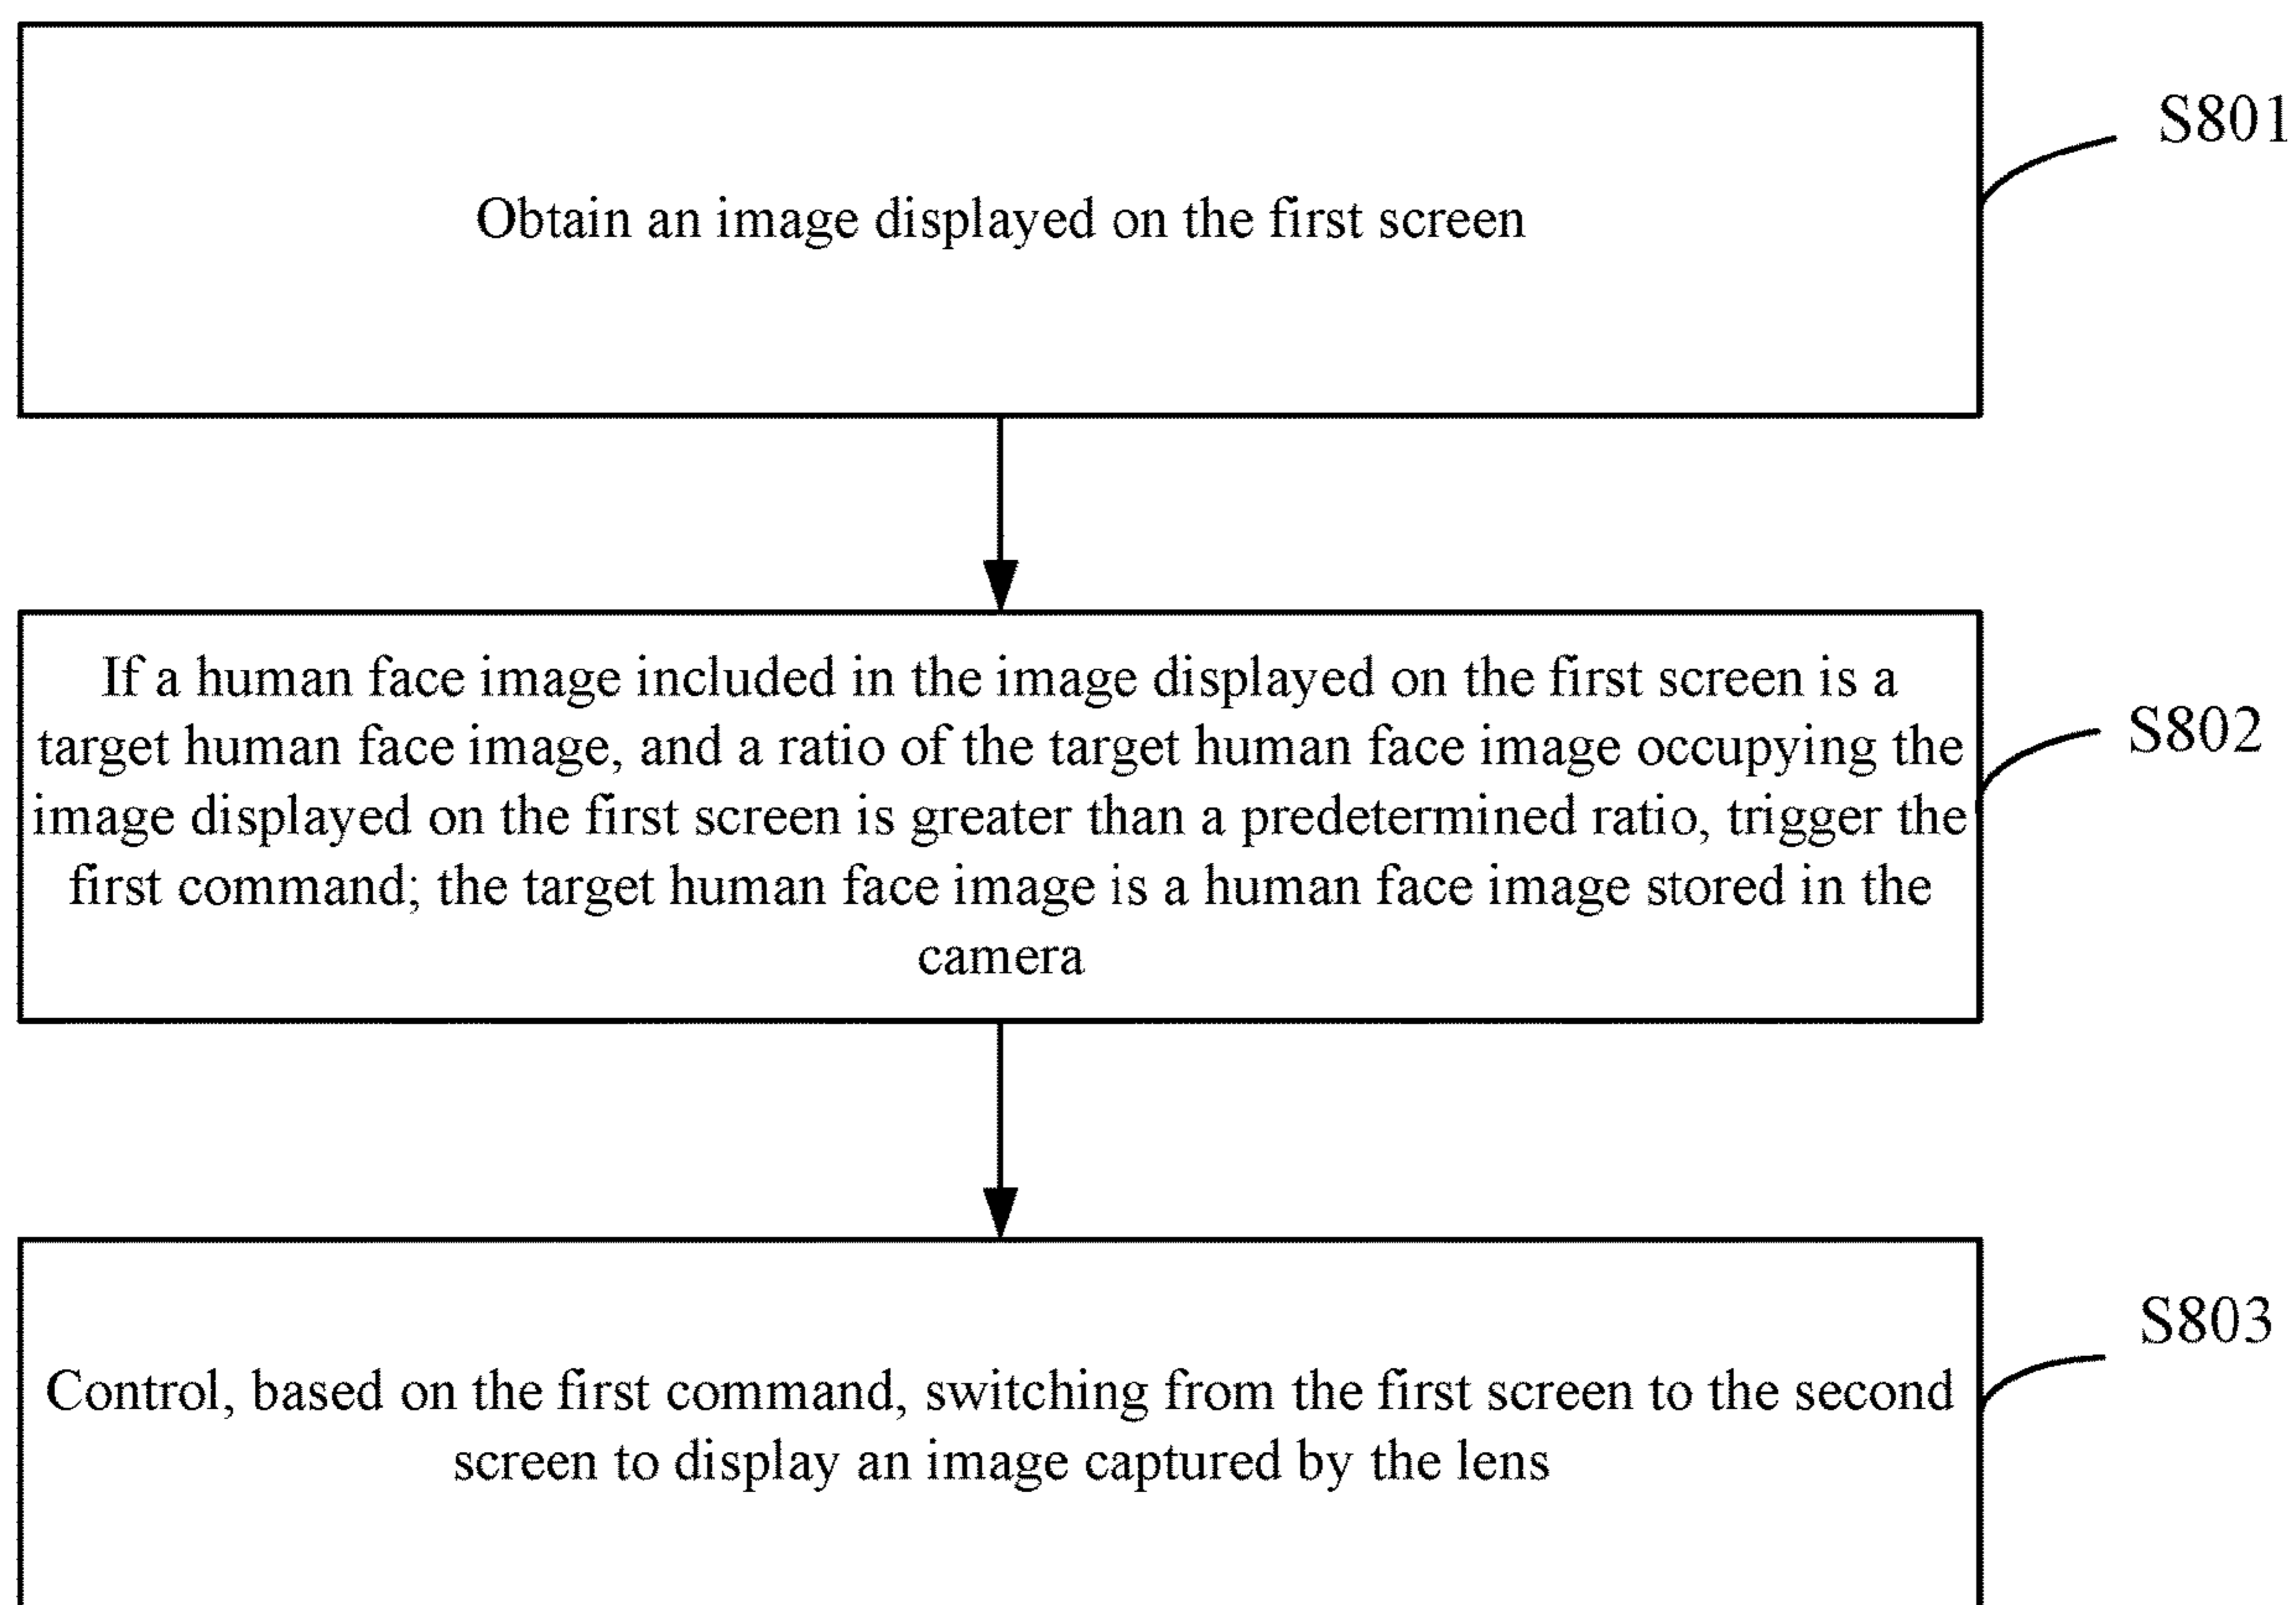 S801
Obtain an image displayed on the first screen
If a human face image included in the image displayed on the first screen is a
target human face image, and a ratio of the target human face image occupying the
image displayed on the first screen is greater than a predetermined ratio, trigger the
first command; the target human face image is a human face image stored in the
camera
S802
S803
Control, based on the first command, switching from the first screen to the second
screen to display an image captured by the lens